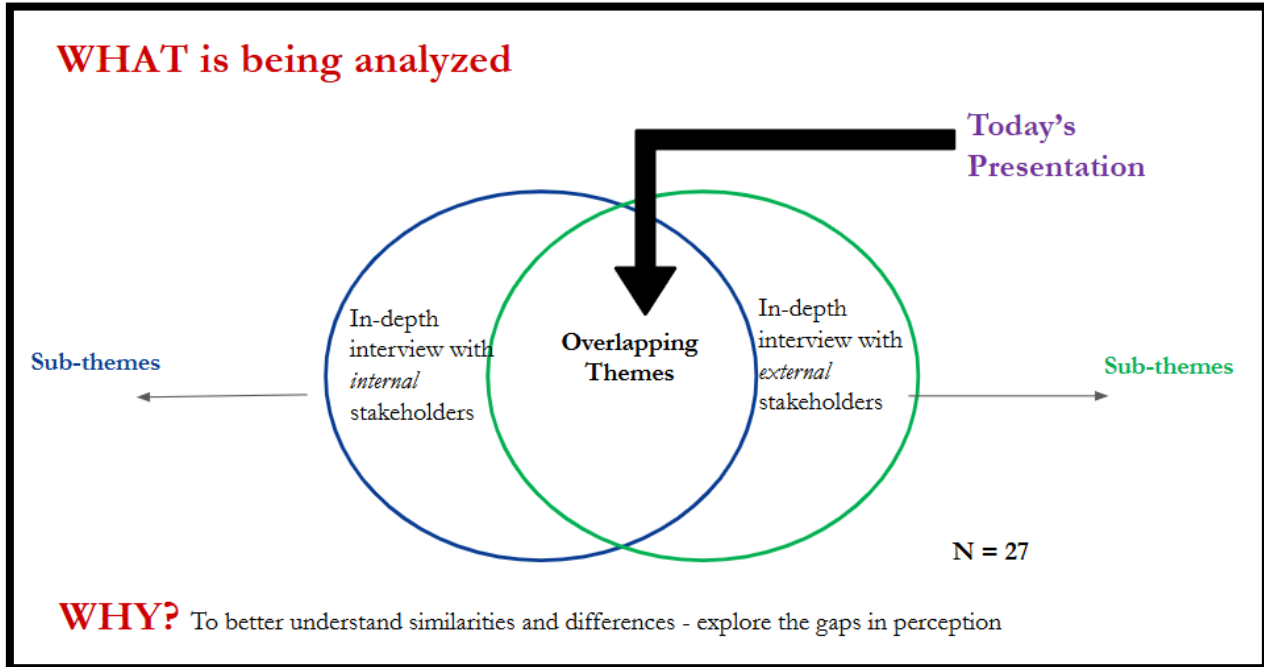 WHAT is being analyzed
Today's
Presentation
Sub-themes
In-depth
interview with
internal
stakeholders
Overlapping
Themes
In-depth
interview with
external
stakeholders
Sub-themes
N = 27
WHY? To better understand similarities and differences - explore the gaps in perception